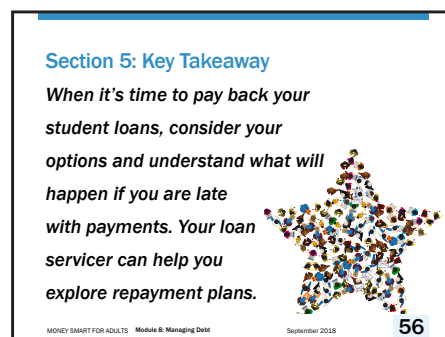 Section 5: Key Takeaway
When it's time to pay back your
student loans, consider your
options and understand what will
happen if you are late
with payments. Your loan
servicer can help you
explore repayment plans.
MONEY SMART FOR ADULTS Module 8: Managing Debt September 2018 56